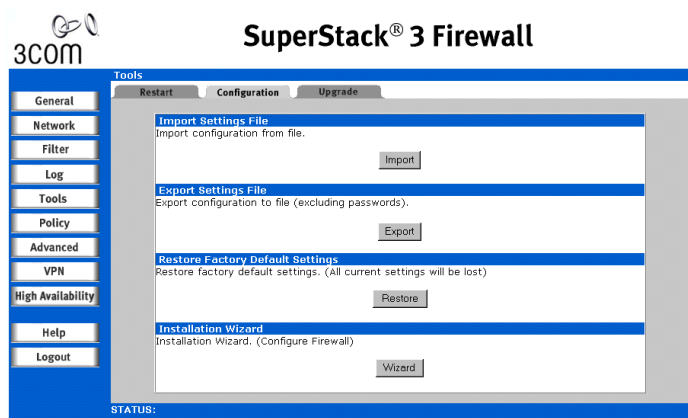 3COM
SuperStack® 3 Firewall
Tools
Restart Configuration Upgrade
General
Network
Filter
Log
Tools
Policy
Advanced
VPN
High Availability
Help
Logout
Import Settings File
Import configuration from file.
Import
Export Settings File
Export configuration to file (excluding passwords).
Export
Restore Factory Default Settings
Restore factory default settings. (All current settings will be lost)
Restore
Installation Wizard
Installation Wizard. (Configure Firewall)
Wizard
STATUS: